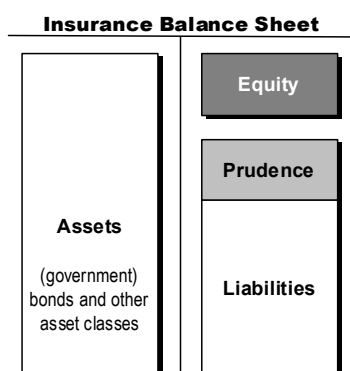 Insurance Balance Sheet
Equity
Prudence
Assets
(government)
bonds and other
asset classes
Liabilities